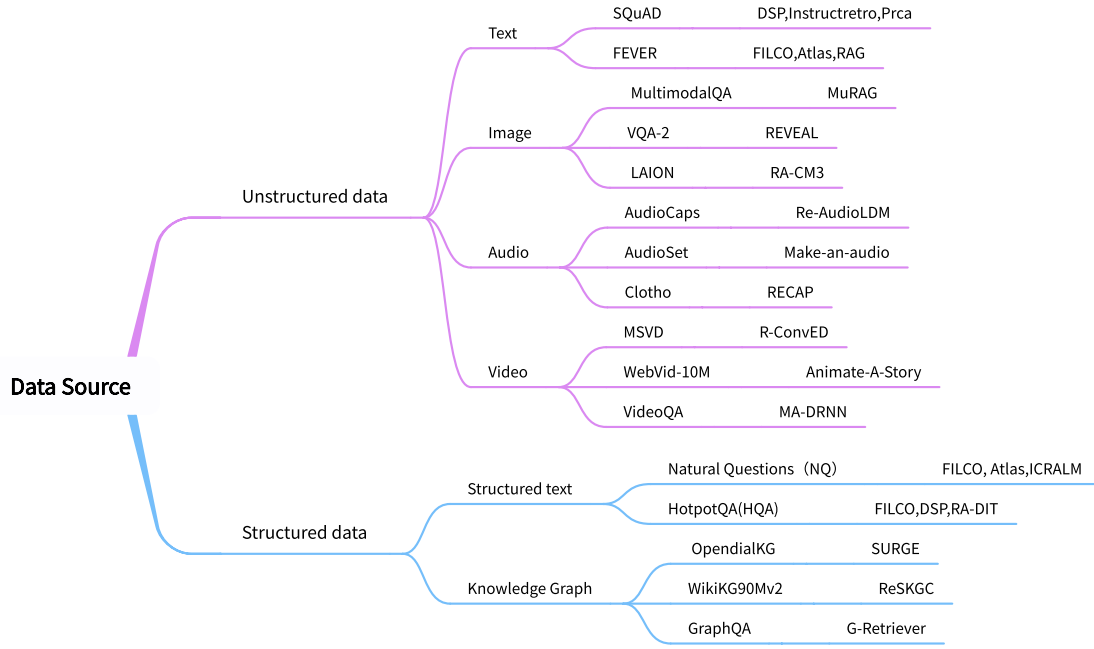 SQuAD DSP,Instructretro,Prca
Text
FEVER FILCO,Atlas,RAG
MultimodalQA MuRAG
Image VQA-2 REVEAL
LAION RA-CM3
Unstructured data
AudioCaps Re-AudioLDM
Audio AudioSet Make-an-audio
Clotho RECAP
MSVD R-ConvED
Video WebVid-10M Animate-A-Story
VideoQA MA-DRNN
Data Source
Natural Questions（NQ） FILCO, Atlas,ICRALM
Structured text
HotpotQA(HQA) FILCO,DSP,RA-DIT
Structured data
OpendialKG SURGE
Knowledge Graph WikiKG90Mv2 ReSKGC
GraphQA G-Retriever